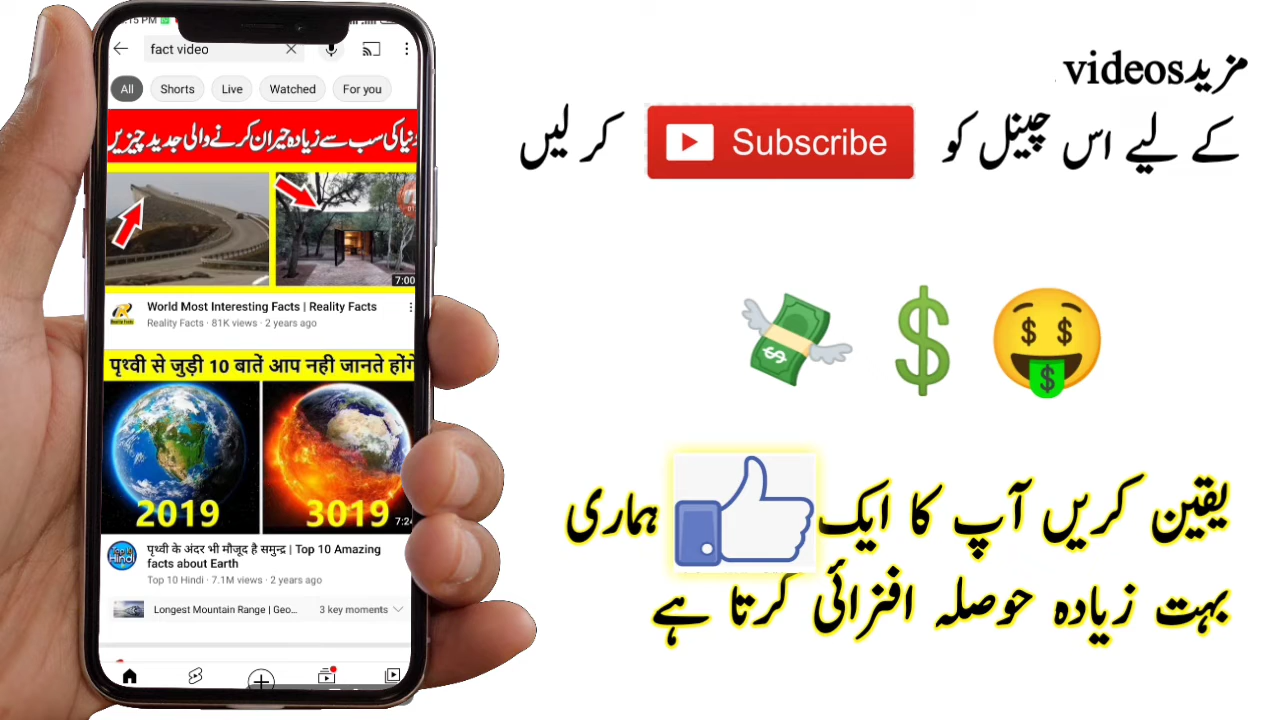 :15 PM
fact video
All Shorts Live Watched For you
دنیا کی سب سے زیادہ حیران کرنے والی جدید چیزیں
7:00
World Most Interesting Facts | Reality Facts
Reality Facts · 81K views · 2 years ago
पृथ्वी से जुड़ी 10 बातें आप नही जानते होंगे
2019 3019
7:24
पृथ्वी के अंदर भी मौजूद है समुन्द्र | Top 10 Amazing
facts about Earth
Top 10 Hindi · 7.1M views · 2 years ago
Longest Mountain Range | Geo... 3 key moments
مزید videos
کے لیے اس چینل کو Subscribe کر لیں
یقین کریں آپ کا ایک ہماری
بہت زیادہ حوصلہ افزائی کرتا ہے